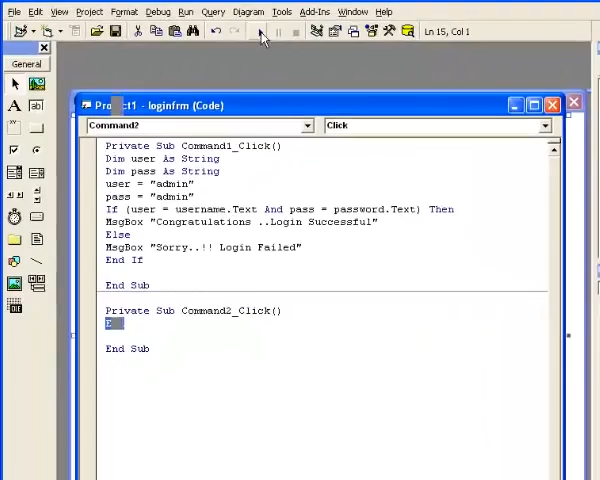 File Edit View Project Format Debug Run Query Diagram Tools Add-Ins Window Help
Ln 15, Col 1
General
- loginfrm (Code)
Command2 Click
Private Sub Command1_Click()
Dim user As String
Dim pass As String
user = "admin"
pass = "admin"
If (user = username.Text And pass = password.Text) Then
MsgBox "Congratulations ..Login Successful"
Else
MsgBox "Sorry..!! Login Failed"
End If
End Sub
Private Sub Command2_Click()
End Sub